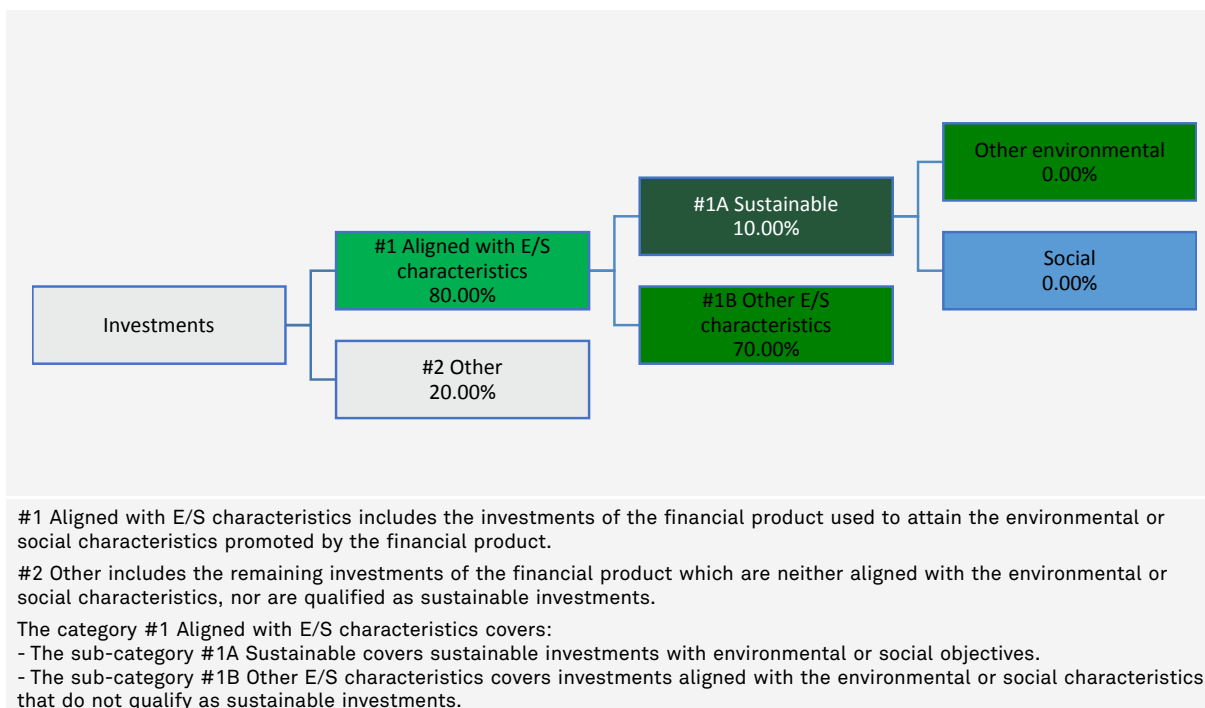 Other environmental
0.00%
#1A Sustainable
10.00%
#1 Aligned with E/S
characteristics
80.00%
Social
0.00%
Investments
#1B Other E/S
characteristics
70.00%
#2 Other
20.00%
#1 Aligned with E/S characteristics includes the investments of the financial product used to attain the environmental or
social characteristics promoted by the financial product.
#2 Other includes the remaining investments of the financial product which are neither aligned with the environmental or
social characteristics, nor are qualified as sustainable investments.
The category #1 Aligned with E/S characteristics covers:
- The sub-category #1A Sustainable covers sustainable investments with environmental or social objectives.
- The sub-category #1B Other E/S characteristics covers investments aligned with the environmental or social characteristics
that do not qualify as sustainable investments.